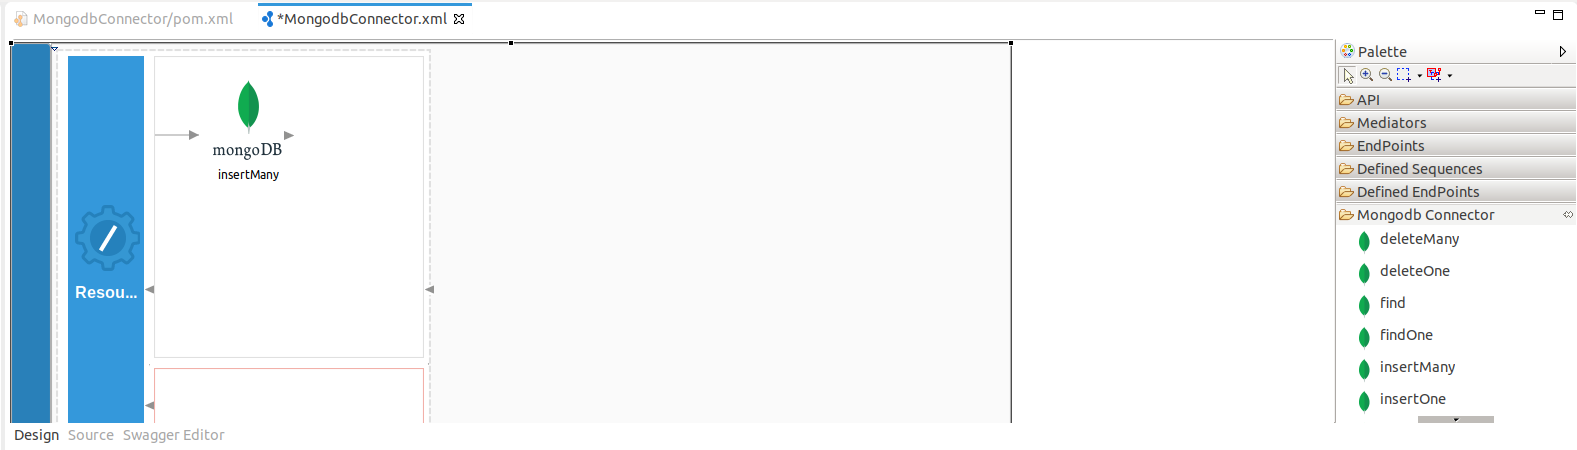 MongodbConnector/pom.xml
*MongodbConnector.xml
Palette
API
Mediators
EndPoints
Defined Sequences
Defined EndPoints
Mongodb Connector
deleteMany
deleteOne
find
findOne
insertMany
insertOne
mongoDB
insertMany
Resou...
Design Source Swagger Editor